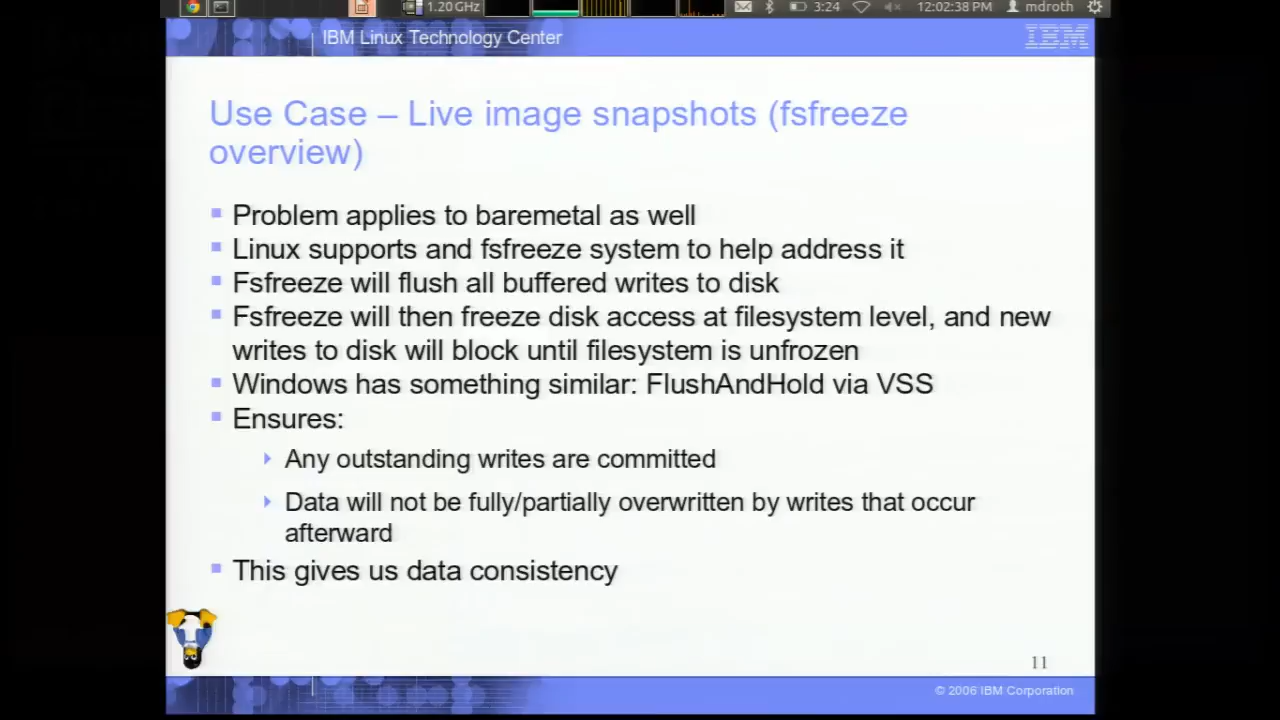 1.20 GHz
3:24
12:02:38 PM
mdroth
IBM Linux Technology Center
IBM
Use Case – Live image snapshots (fsfreeze
overview)
Problem applies to baremetal as well
Linux supports and fsfreeze system to help address it
Fsfreeze will flush all buffered writes to disk
Fsfreeze will then freeze disk access at filesystem level, and new
writes to disk will block until filesystem is unfrozen
Windows has something similar: FlushAndHold via VSS
Ensures:
Any outstanding writes are committed
Data will not be fully/partially overwritten by writes that occur
afterward
This gives us data consistency
11
© 2006 IBM Corporation